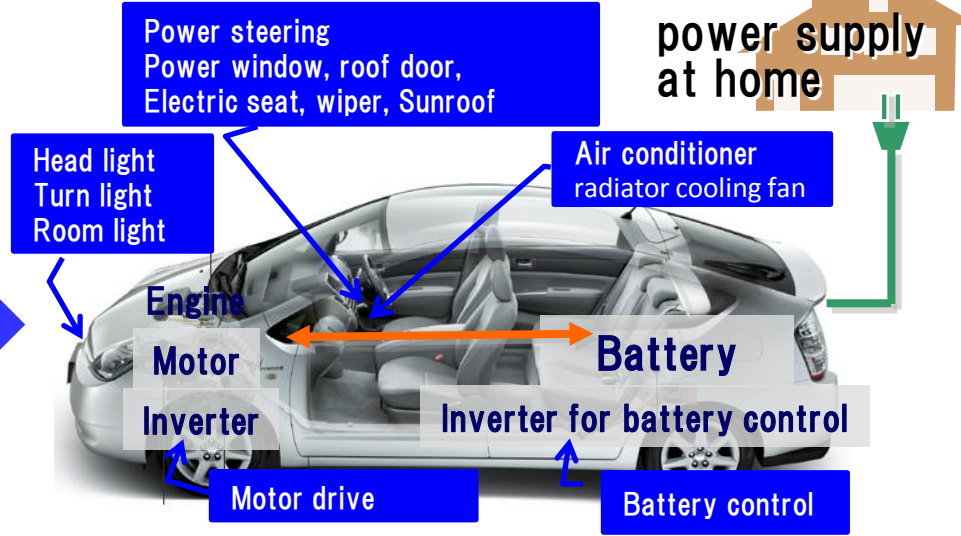 Power steering
Power window, roof door,
Electric seat, wiper, Sunroof
power supply
at home
Head light
Turn light
Room light
Air conditioner
radiator cooling fan
Engine
Motor
Battery
Inverter
Inverter for battery control
Motor drive
Battery control